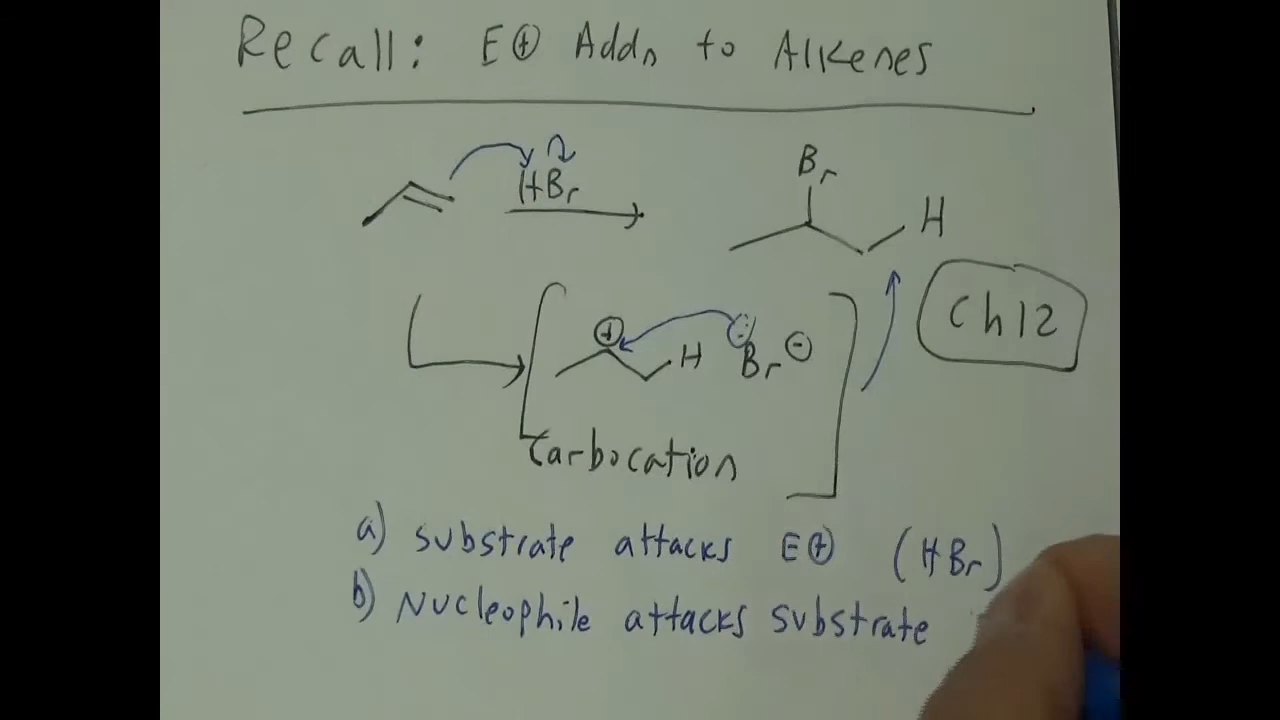 Recall: E⊕ Addn to Alkenes
HBr
Br
H
Ch12
⊕
H
Br⊖
Carbocation
a) substrate attacks E⊕ (HBr)
b) Nucleophile attacks substrate